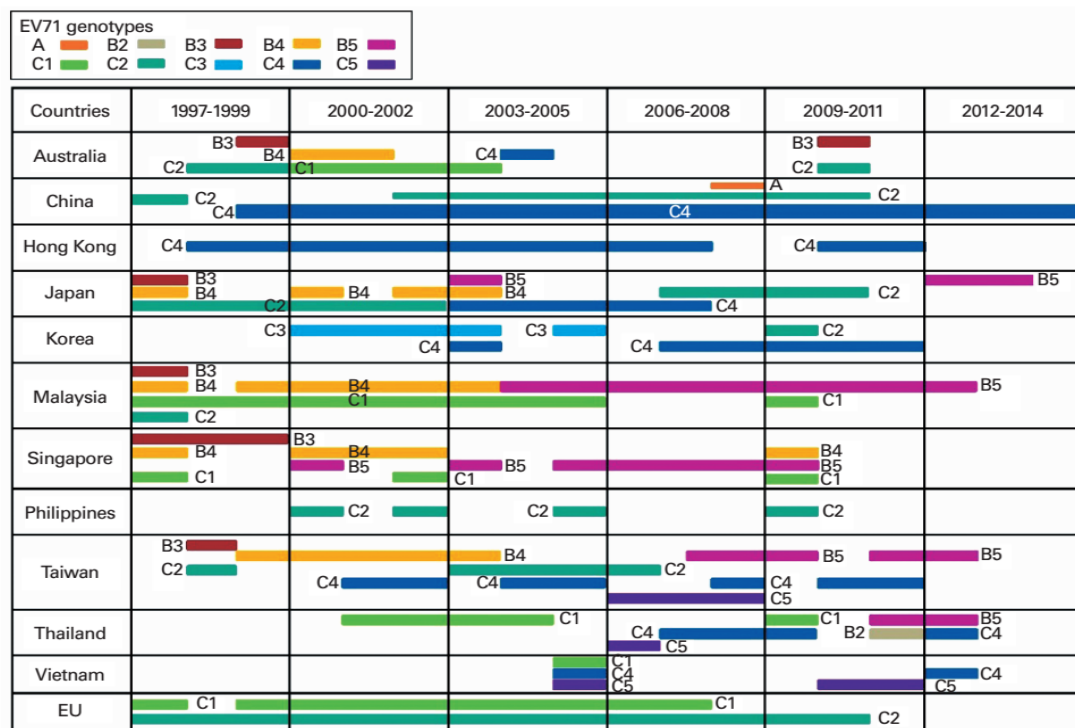 EV71 genotypes
A B2 B3 B4 B5
C1 C2 C3 C4 C5
Countries 1997-1999 2000-2002 2003-2005 2006-2008 2009-2011 2012-2014
B3 B3
Australia B4 C4
C2 C1 C2
A
China C2 C2
C4 C4
Hong Kong C4 C4
B3 B5 B5
Japan B4 B4 B4 C2
C2 C4
Korea C3 C3 C2
C4 C4
B3
B4 B4 B5
Malaysia C1 C1
C2
B3
B4 B4 B4
Singapore B5 B5 B5
C1 C1 C1
Philippines C2 C2 C2
B3
B4 B5 B5
Taiwan C2 C2
C4 C4 C4
C5
C1 C1 B5
Thailand C4 B2 C4
C5
C1
Vietnam C4 C4
C5 C5
C1 C1
EU C2